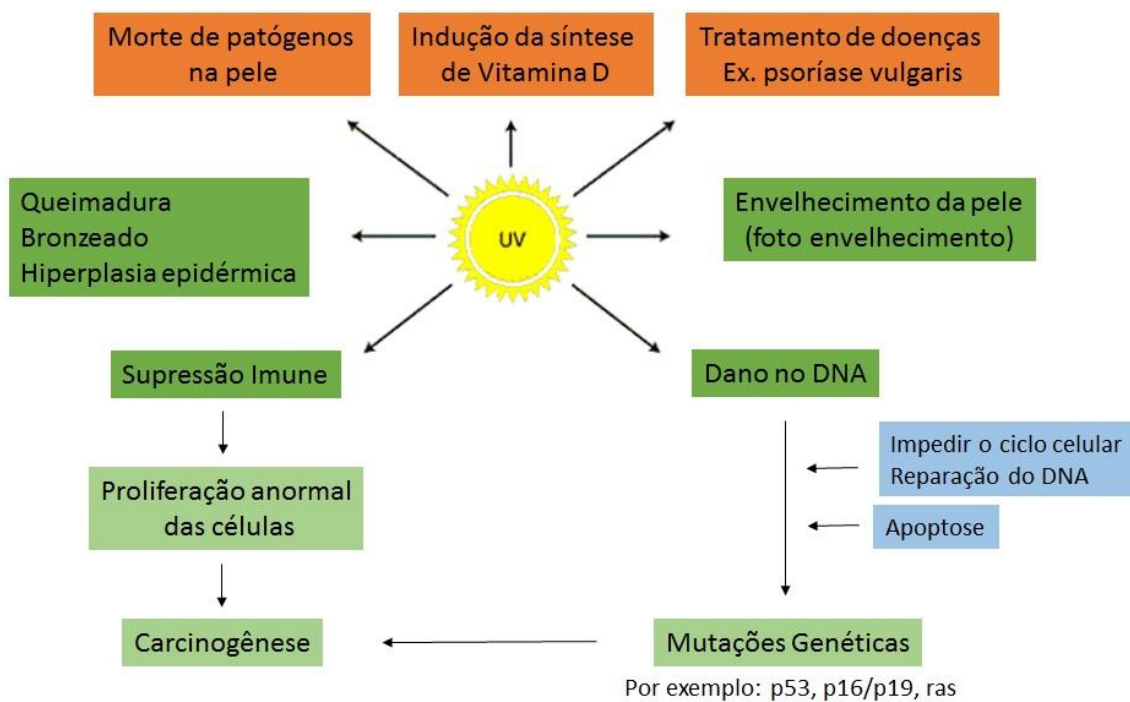 Morte de patógenos
na pele
Indução da síntese
de Vitamina D
Tratamento de doenças
Ex. psoríase vulgaris
Queimadura
Bronzeado
Hiperplasia epidérmica
UV
Envelhecimento da pele
(foto envelhecimento)
Supressão Imune
Dano no DNA
Impedir o ciclo celular
Reparação do DNA
Proliferação anormal
das células
Apoptose
Carcinogênese
Mutações Genéticas
Por exemplo: p53, p16/p19, ras